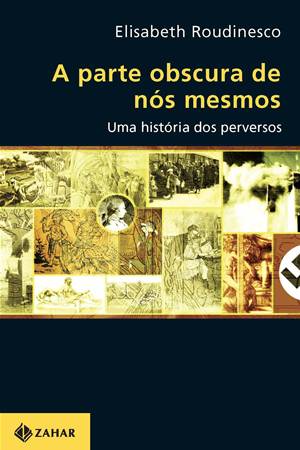 Elisabeth Roudinesco
A parte obscura de
nós mesmos
Uma história dos perversos
ZAHAR